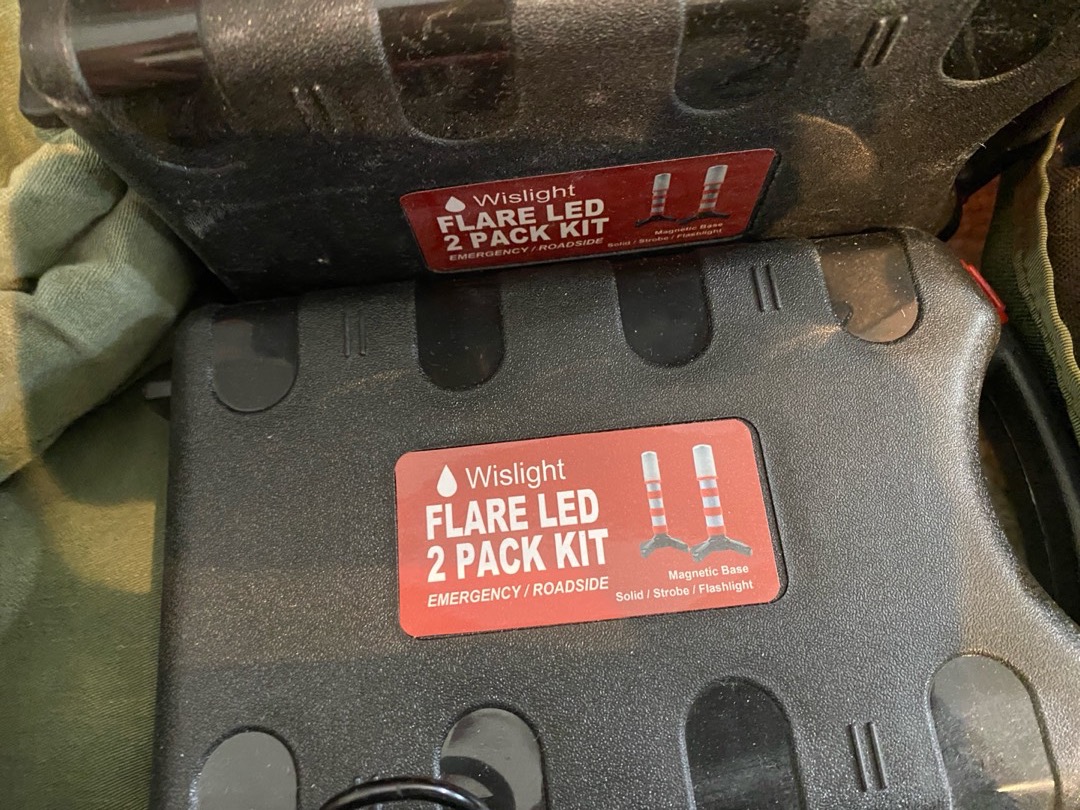 Wislight
FLARE LED
2 PACK KIT
EMERGENCY / ROADSIDE
Magnetic Base
Solid / Strobe / Flashlight
Wislight
FLARE LED
2 PACK KIT
EMERGENCY / ROADSIDE
Magnetic Base
Solid / Strobe / Flashlight